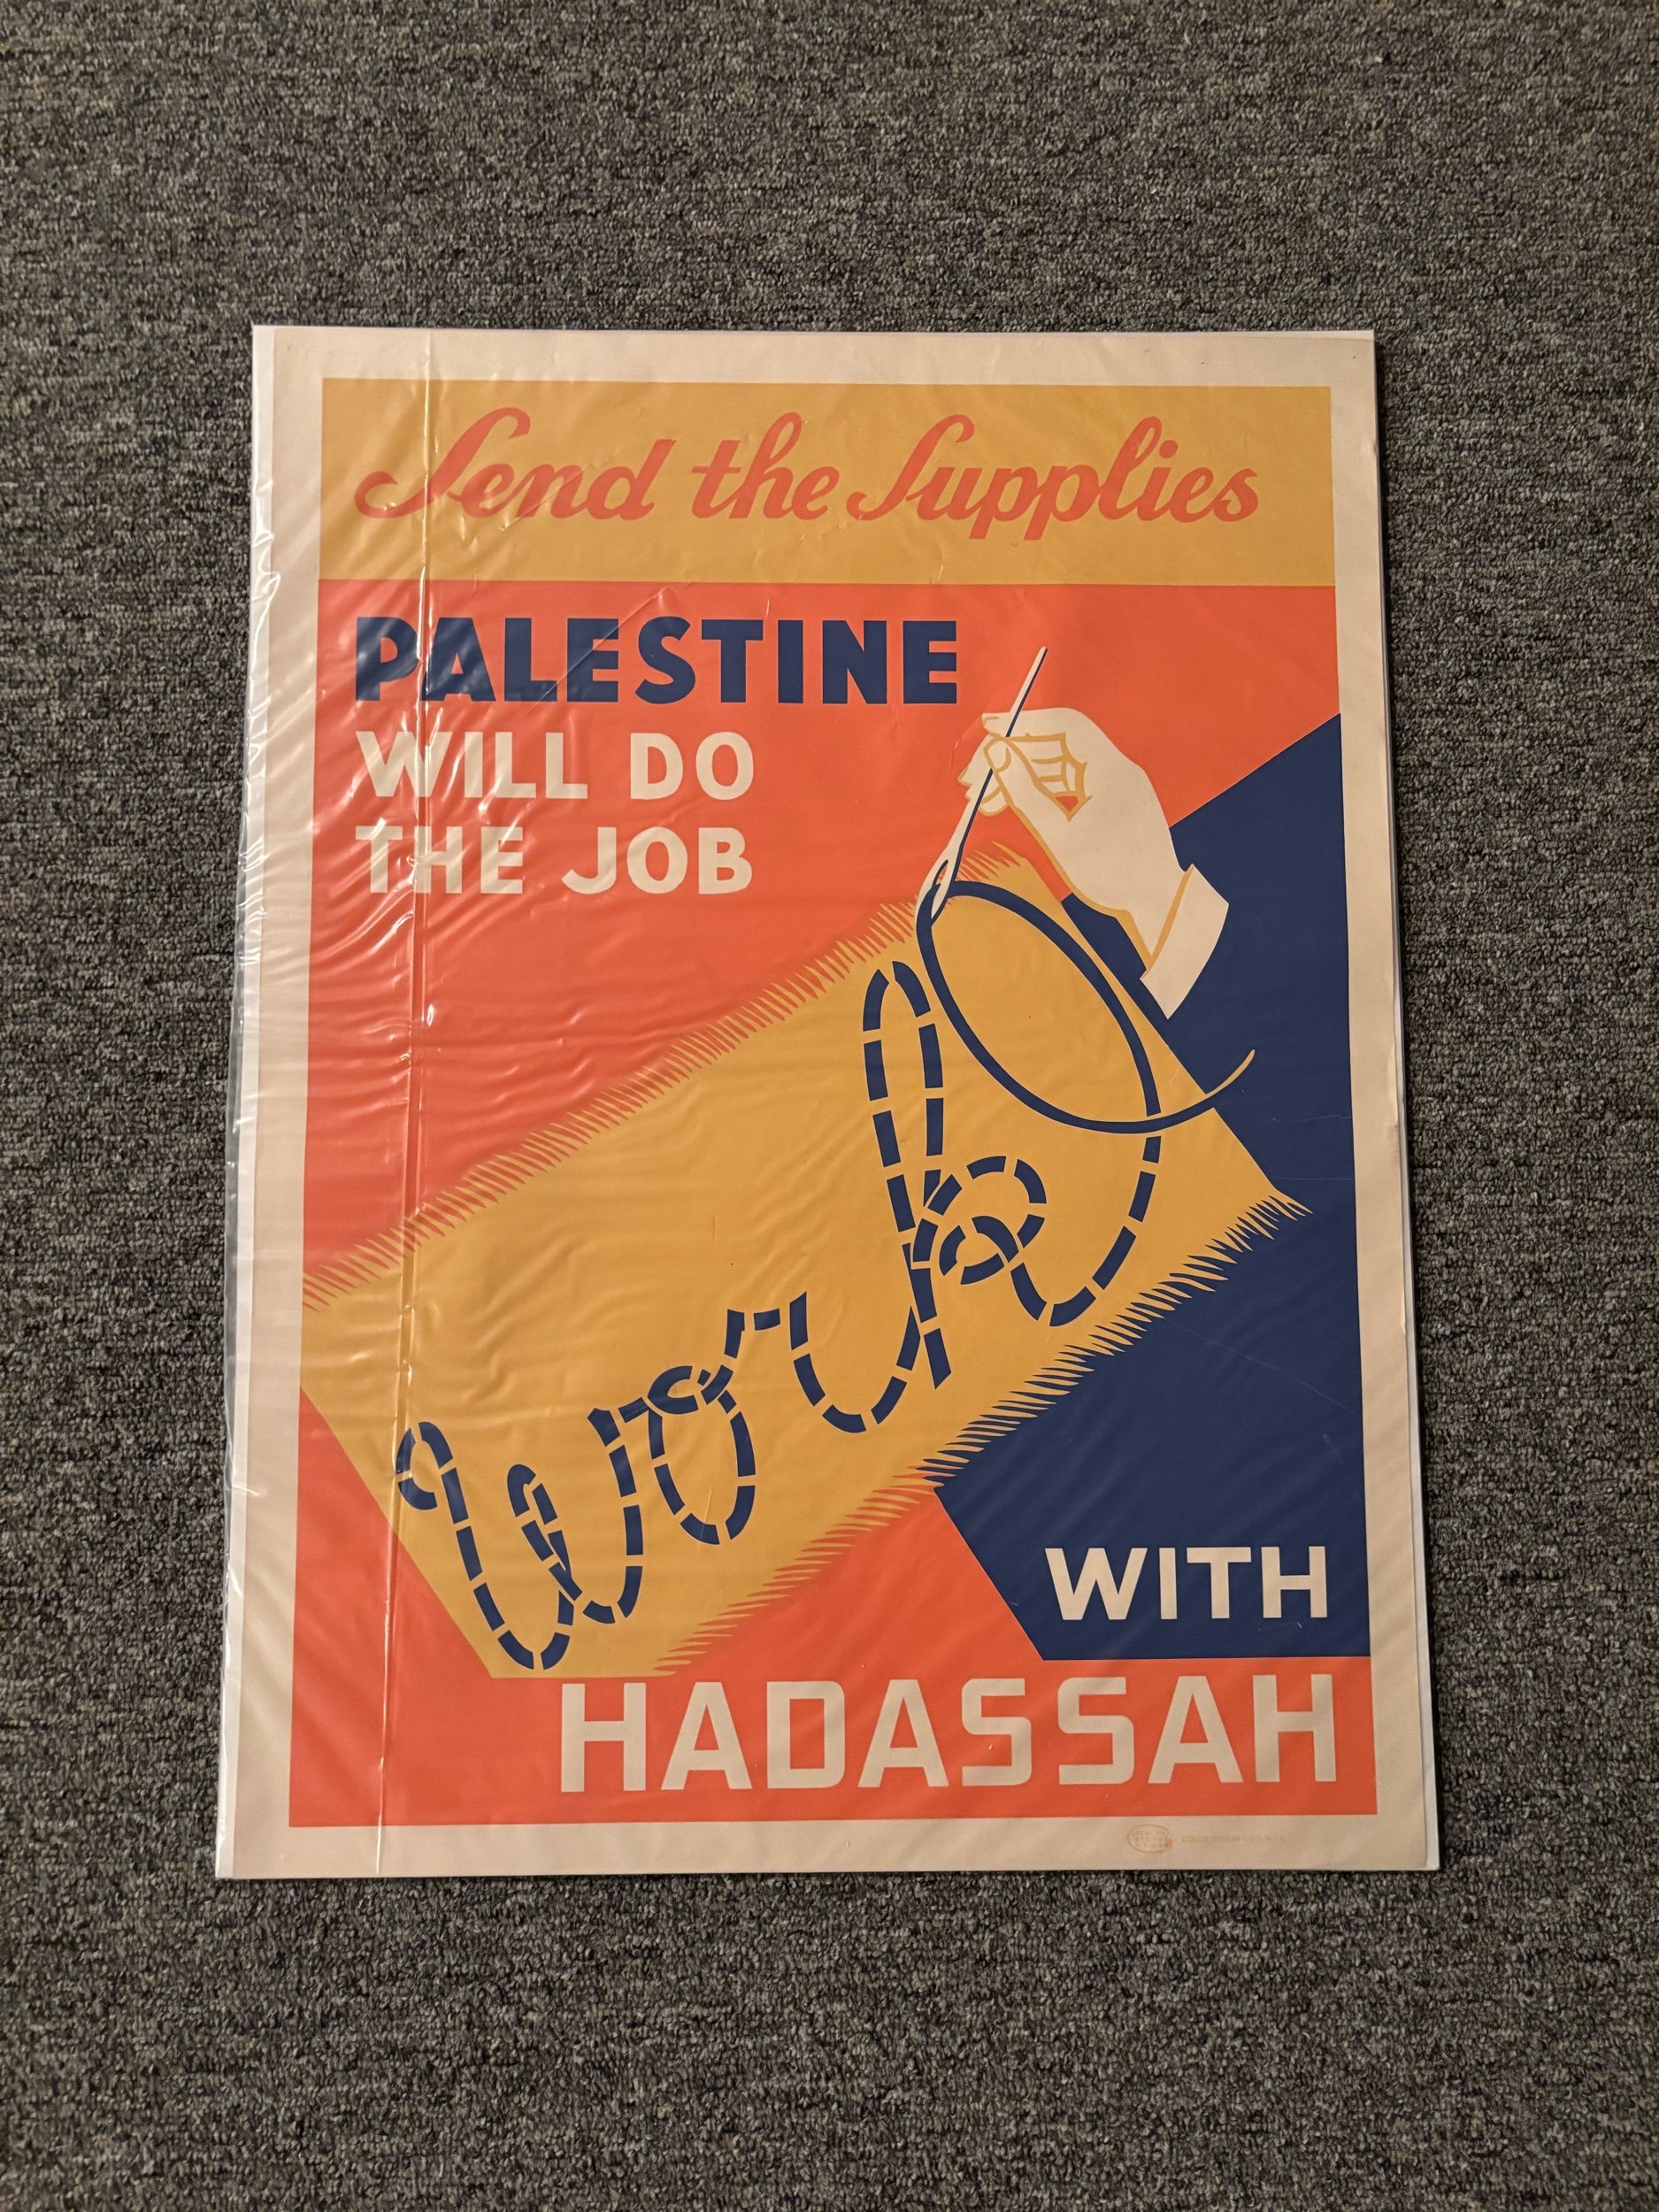 Send the Supplies
PALESTINE
WILL DO
THE JOB
Work
WITH
HADASSAH